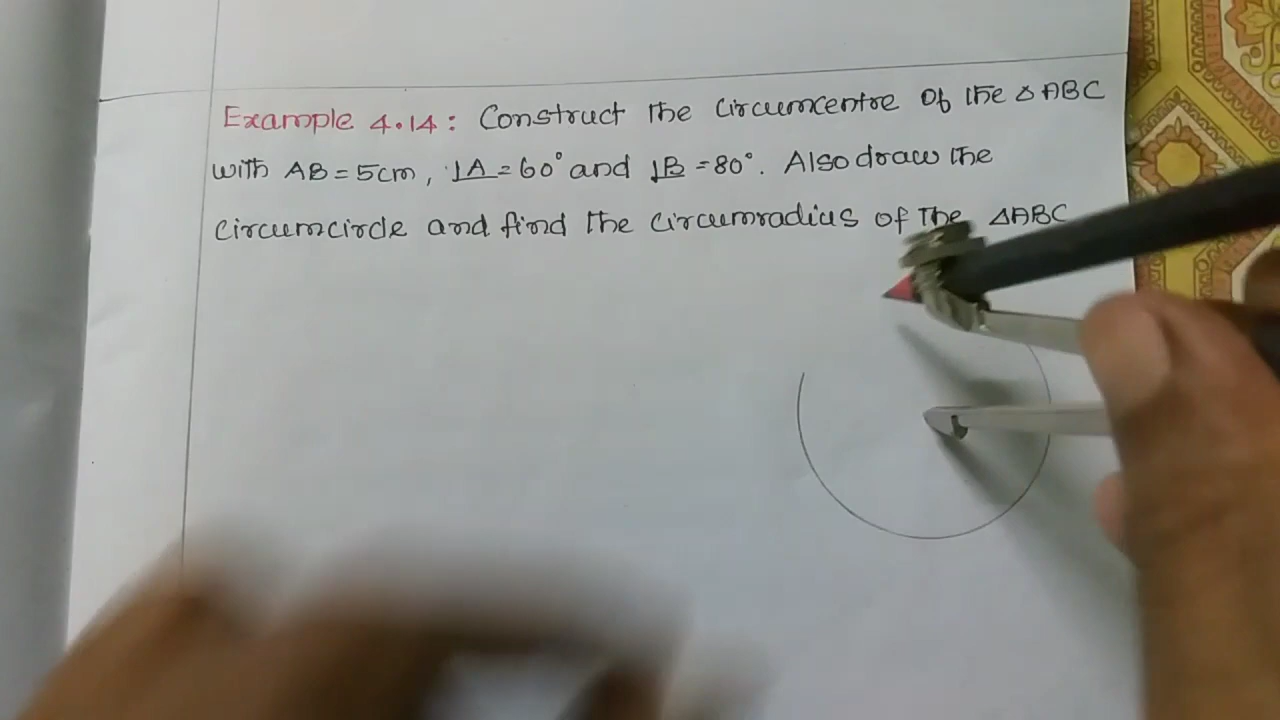 Example 4.14: Construct the Circumcentre of the △ABC
with AB = 5cm, ∠A = 60° and ∠B = 80°. Also draw the
circumcircle and find the circumradius of the △ABC